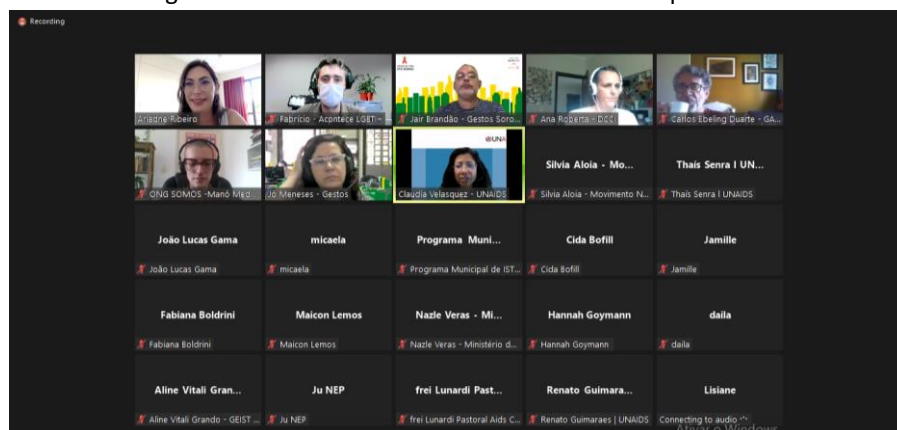 Recording
Ariadne Ribeiro
Fabrício - Acontece LGBTI -
Jair Brandão - Gestos Soro...
Ana Roberta - DCCI
Carlos Ebeling Duarte - GA...
UNA
ONG SOMOS -Manô Med
Jô Meneses - Gestos
Claudia Velasquez - UNAIDS
Silvia Aloia - Mo...
Silvia Aloia - Movimento N...
Thaís Senra l UN...
Thaís Senra l UNAIDS
João Lucas Gama
João Lucas Gama
micaela
micaela
Programa Muni...
Programa Municipal de IST...
Cida Bofill
Cida Bofill
Jamille
Jamille
Fabiana Boldrini
Fabiana Boldrini
Maicon Lemos
Maicon Lemos
Nazle Veras - Mi...
Nazle Veras - Ministério d...
Hannah Goymann
Hannah Goymann
daila
daila
Aline Vitali Gran...
Aline Vitali Grando - GEIST ...
Ju NEP
Ju NEP
frei Lunardi Past...
frei Lunardi Pastoral Aids C...
Renato Guimara...
Renato Guimaraes | UNAIDS
Lisiane
Connecting to audio
Ativar o Windows